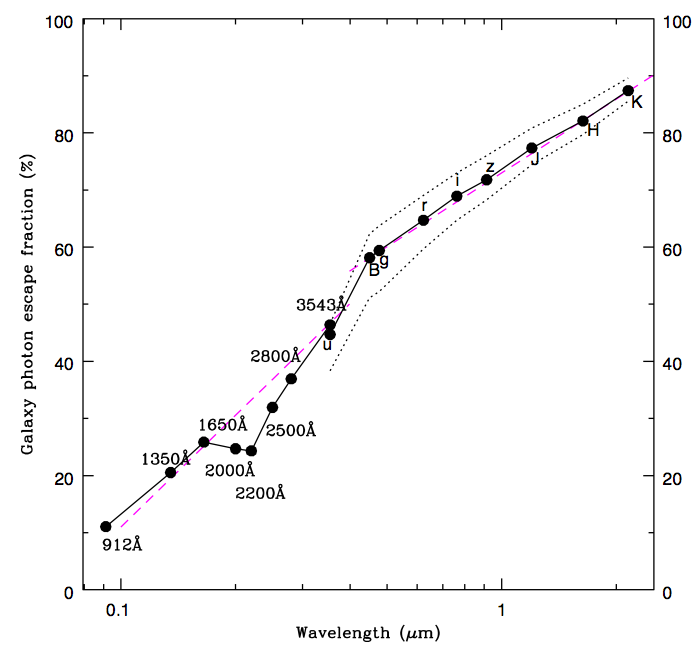 100
100
K
H
80
80
J
z
i
r
60
60
g
B
3543Å
u
2800Å
40
40
2500Å
1650Å
1350Å
2000Å
20
20
2200Å
912Å
0
0
0.1
1
Wavelength (μm)
Galaxy photon escape fraction (%)